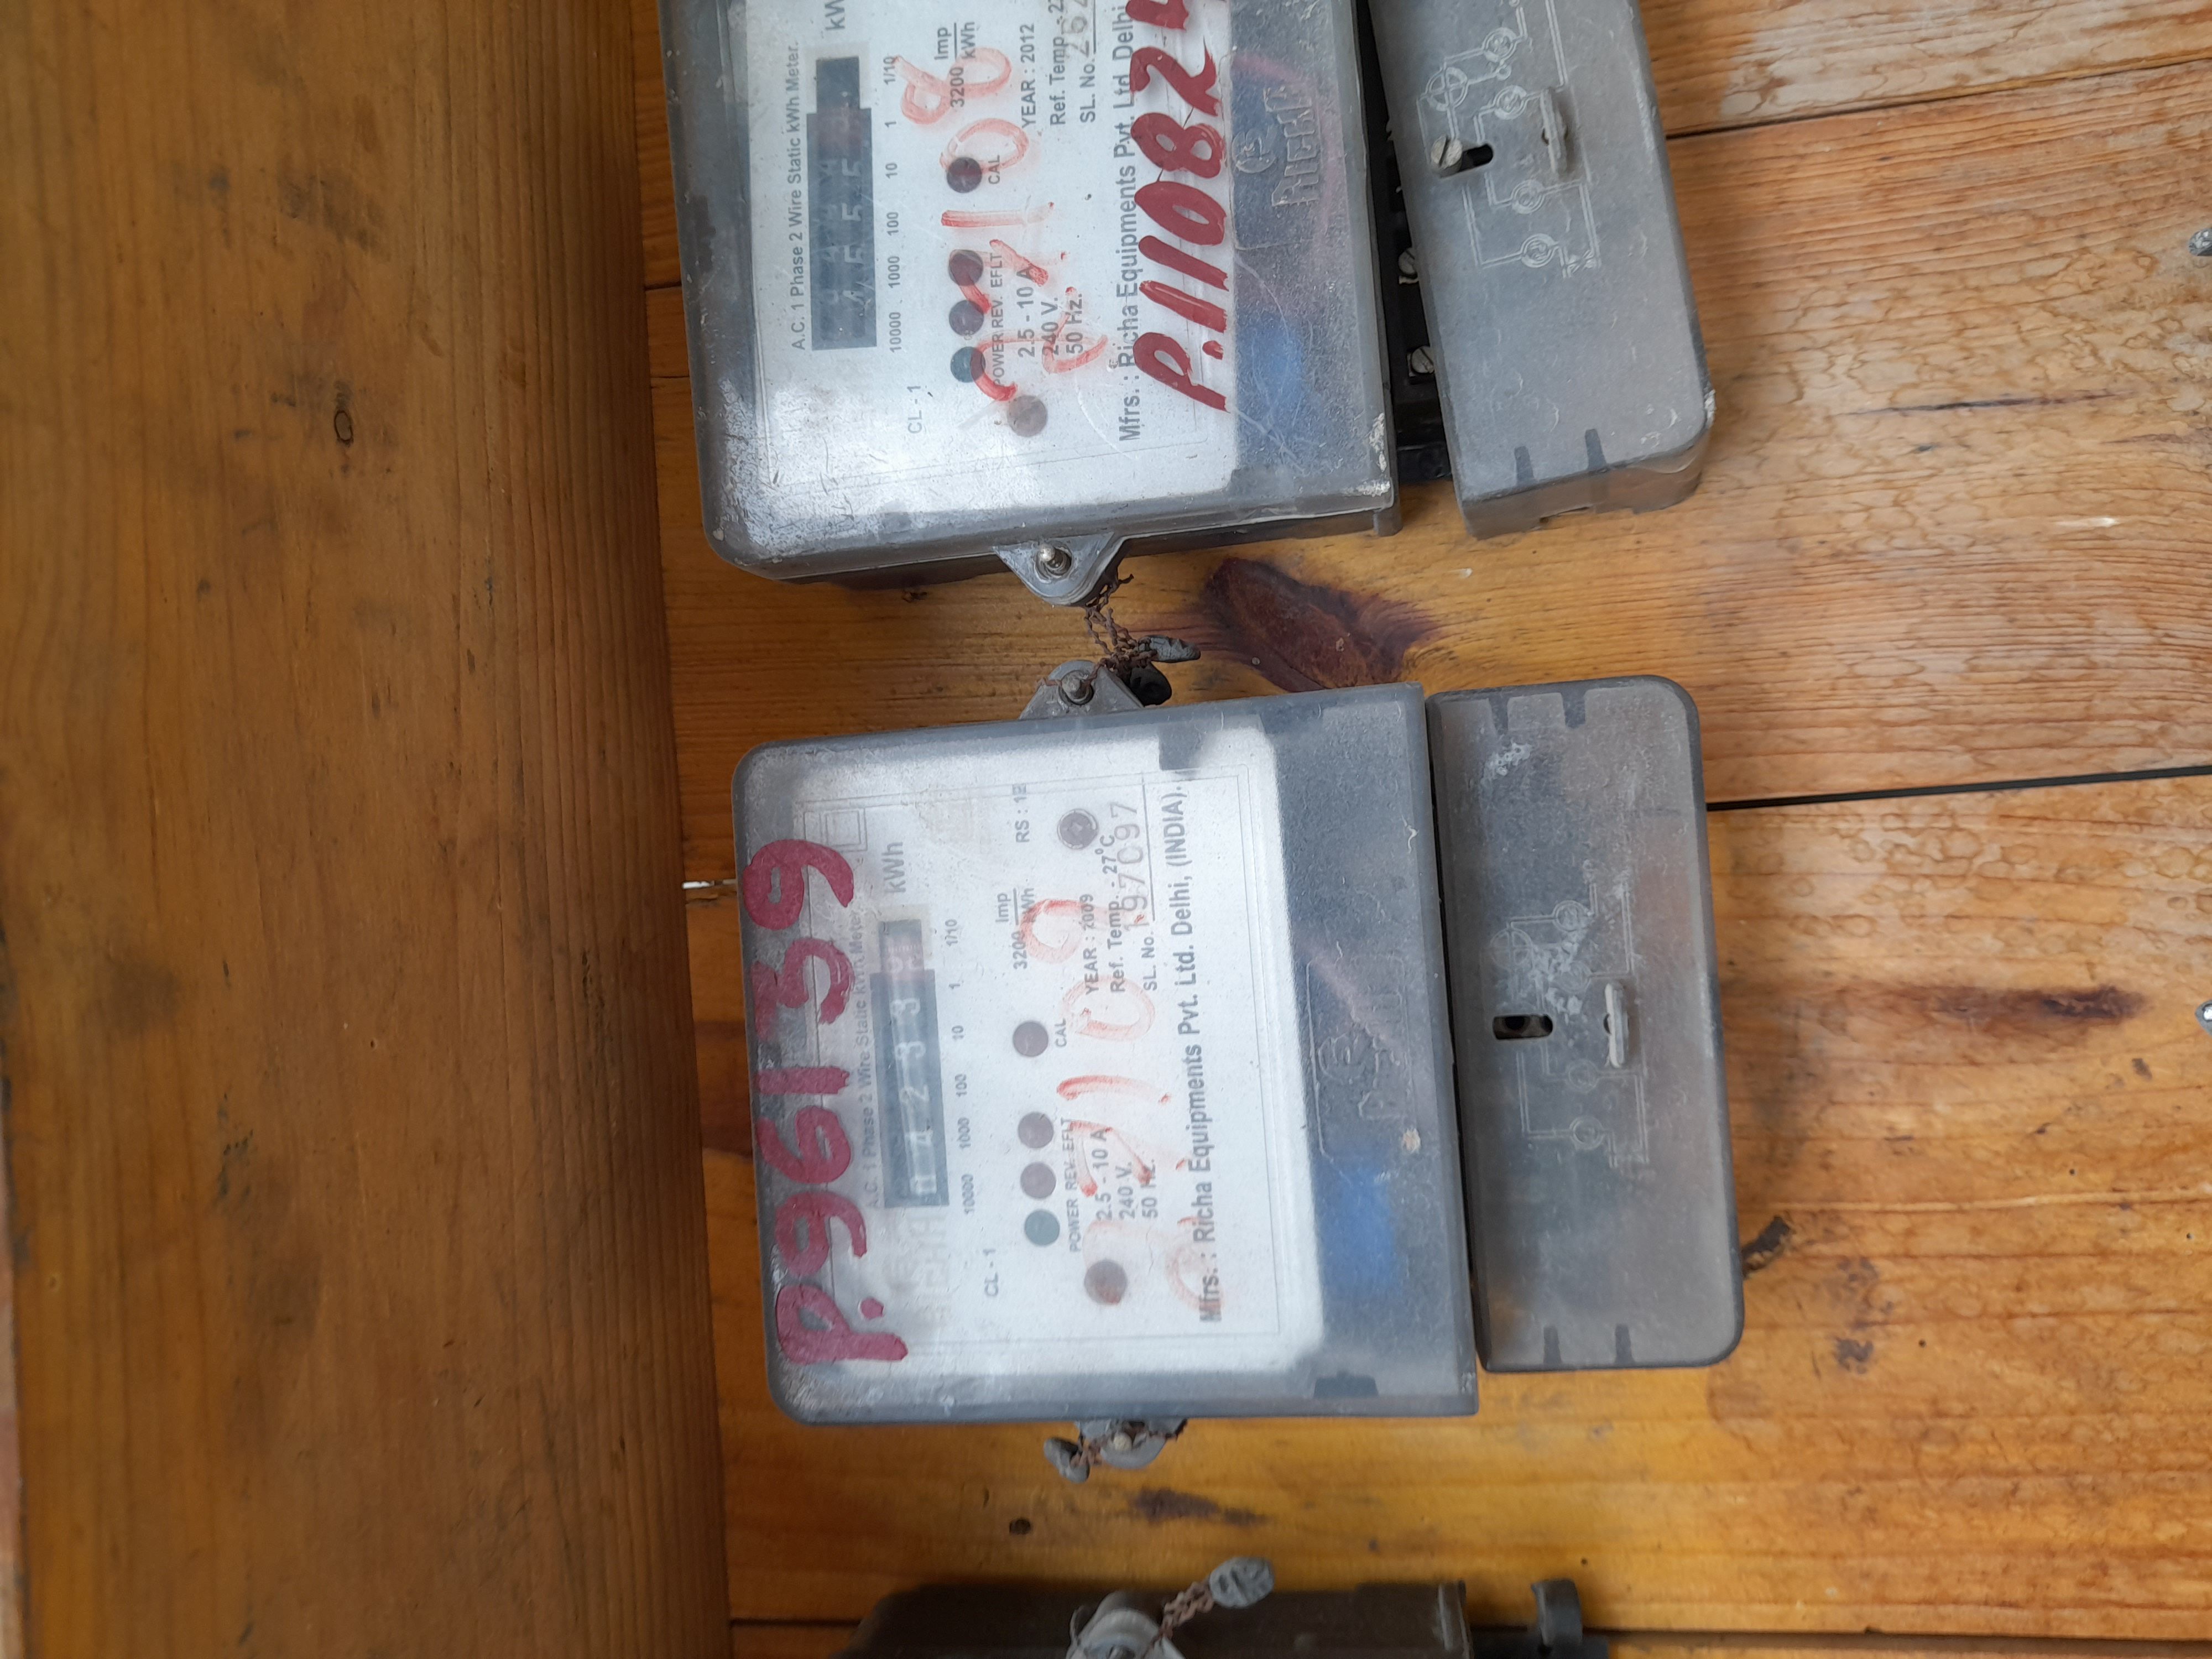 P.96139
A.C. 1 Phase 2 Wire Static kWh Meter.
04233 kWh
10000 1000 100 10 1 1/10
CL - 1
3200 Imp/kWh
POWER REV. EFLT CAL
2.5 - 10 A
240 V.
50 Hz.
YEAR : 2009
Ref. Temp. - 27°C
SL. No. 197097
Mfrs. : Richa Equipments Pvt. Ltd. Delhi, (INDIA).
A.C. 1 Phase 2 Wire Static kWh Meter.
10000 1000 100 10 1 1/10
CL - 1
3200 Imp/kWh
POWER REV. EFLT CAL
2.5 - 10 A
240 V.
50 Hz.
YEAR : 2012
Ref. Temp
SL. No.
Mfrs. : Richa Equipments Pvt. Ltd. Delhi
P.110824
RICHA